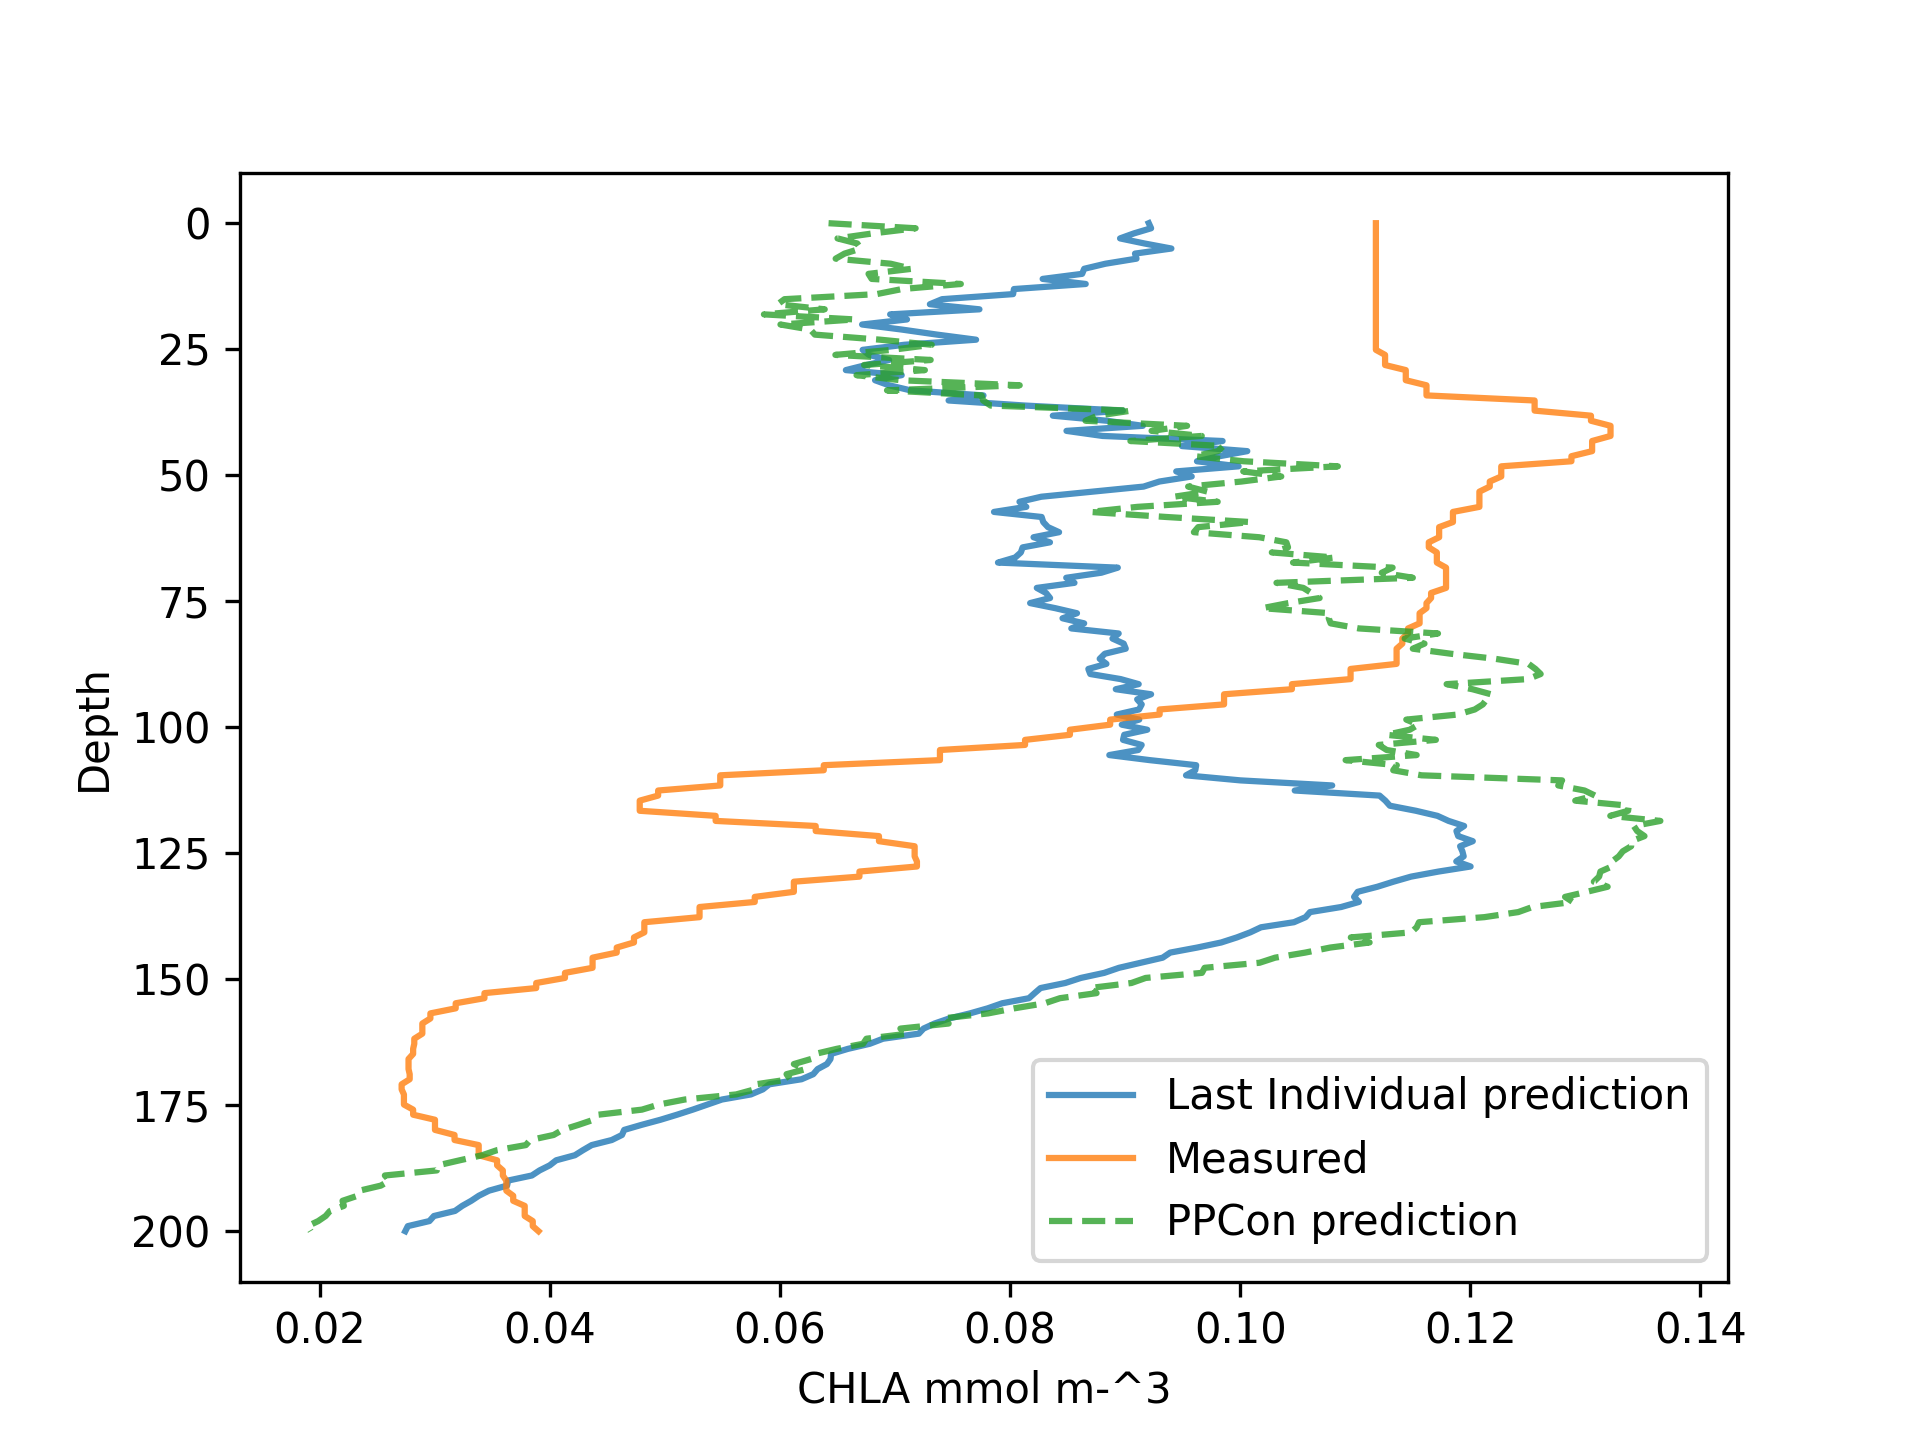 0
25
50
75
100
125
150
175
200
Depth
0.02 0.04 0.06 0.08 0.10 0.12 0.14
CHLA mmol m-^3
Last Individual prediction
Measured
PPCon prediction